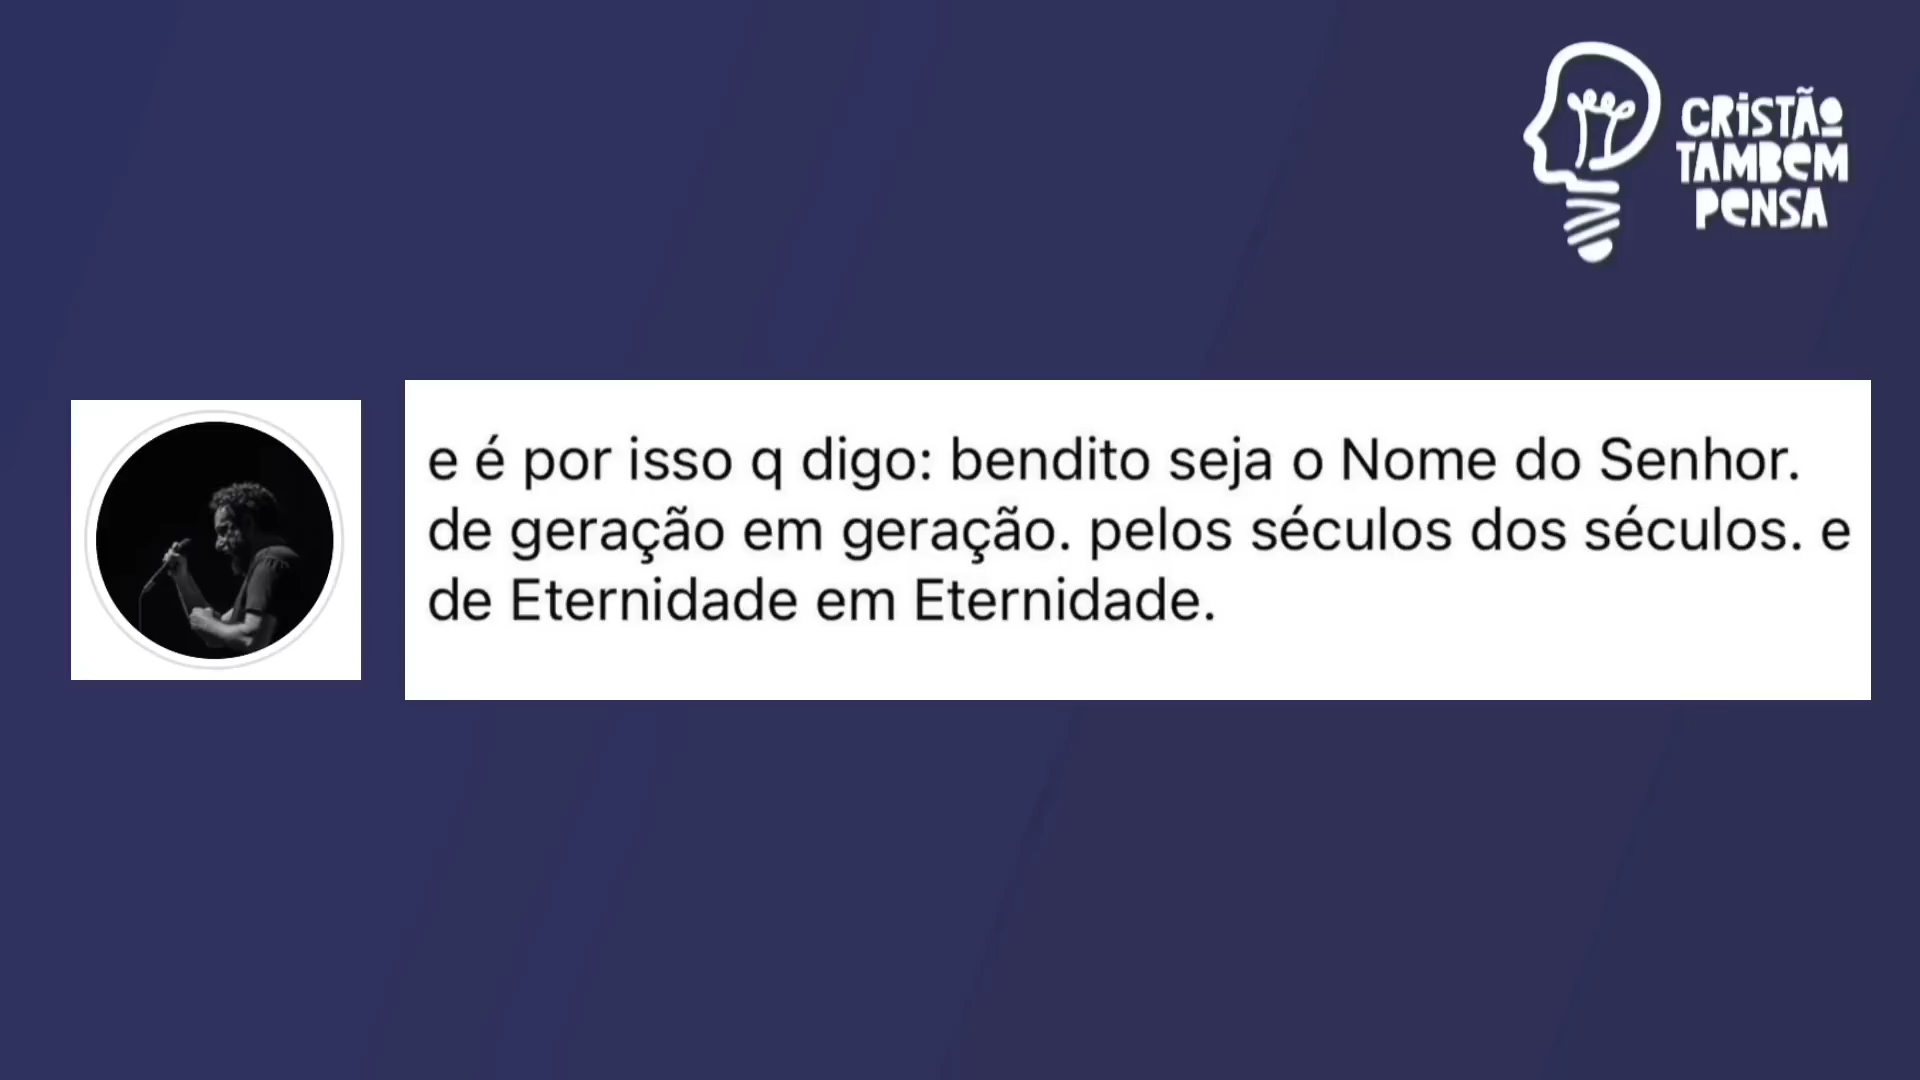 CRiSTÃO
TAMBÉM
PENSA
e é por isso q digo: bendito seja o Nome do Senhor.
de geração em geração. pelos séculos dos séculos. e
de Eternidade em Eternidade.